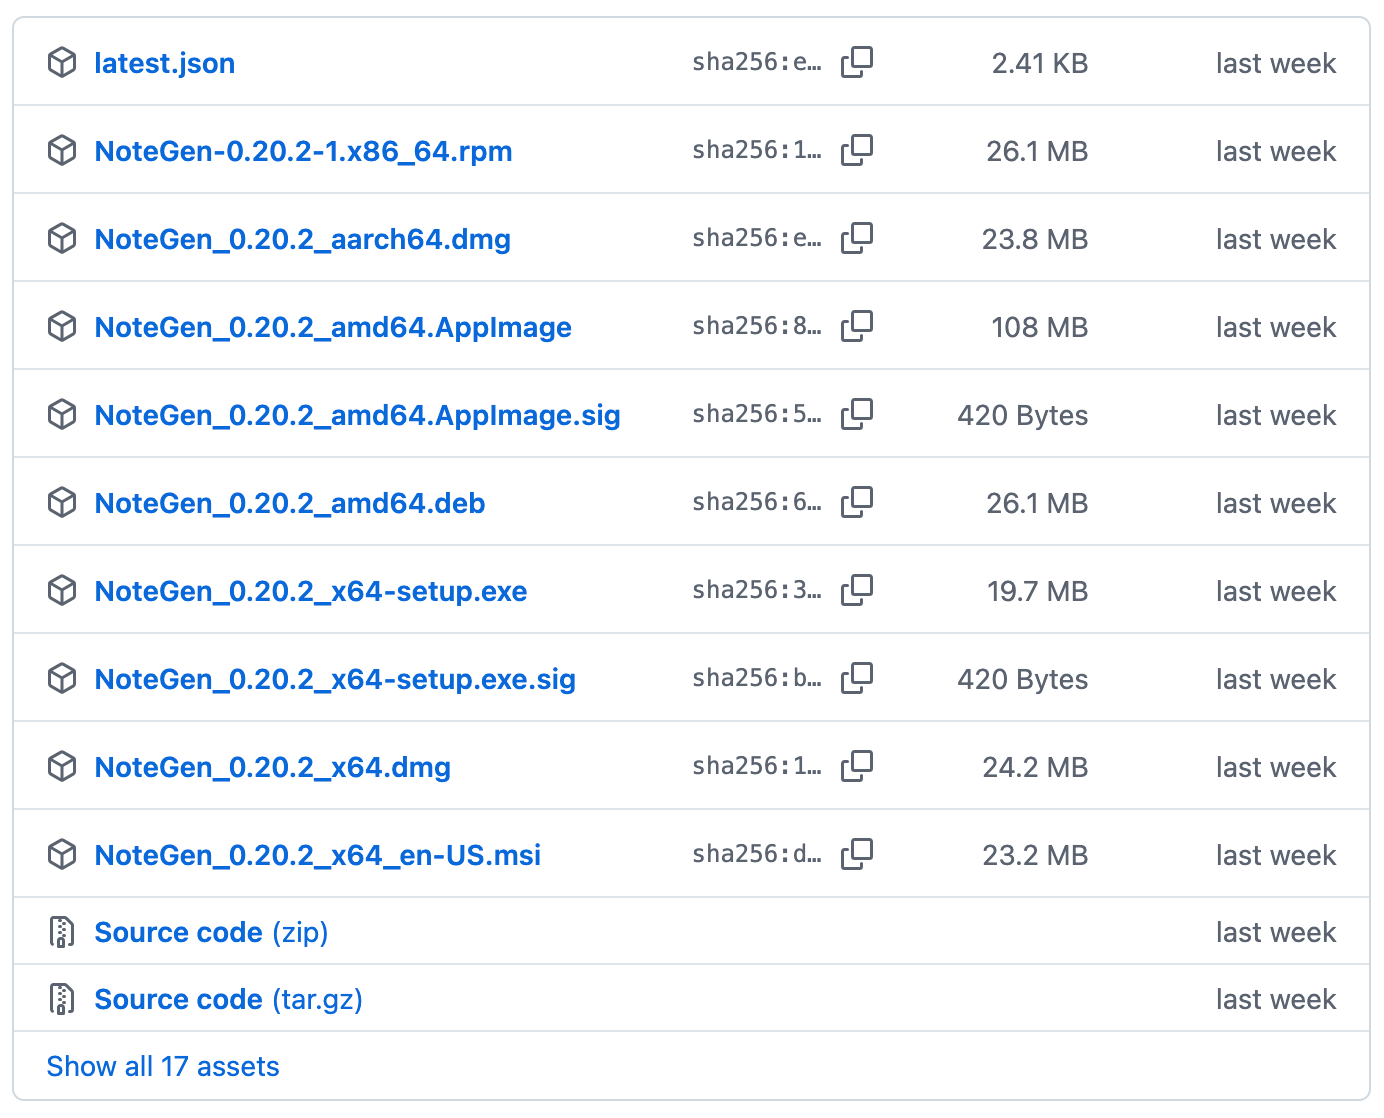 latest.json sha256:e... 2.41 KB last week
NoteGen-0.20.2-1.x86_64.rpm sha256:1... 26.1 MB last week
NoteGen_0.20.2_aarch64.dmg sha256:e... 23.8 MB last week
NoteGen_0.20.2_amd64.AppImage sha256:8... 108 MB last week
NoteGen_0.20.2_amd64.AppImage.sig sha256:5... 420 Bytes last week
NoteGen_0.20.2_amd64.deb sha256:6... 26.1 MB last week
NoteGen_0.20.2_x64-setup.exe sha256:3... 19.7 MB last week
NoteGen_0.20.2_x64-setup.exe.sig sha256:b... 420 Bytes last week
NoteGen_0.20.2_x64.dmg sha256:1... 24.2 MB last week
NoteGen_0.20.2_x64_en-US.msi sha256:d... 23.2 MB last week
Source code (zip) last week
Source code (tar.gz) last week
Show all 17 assets